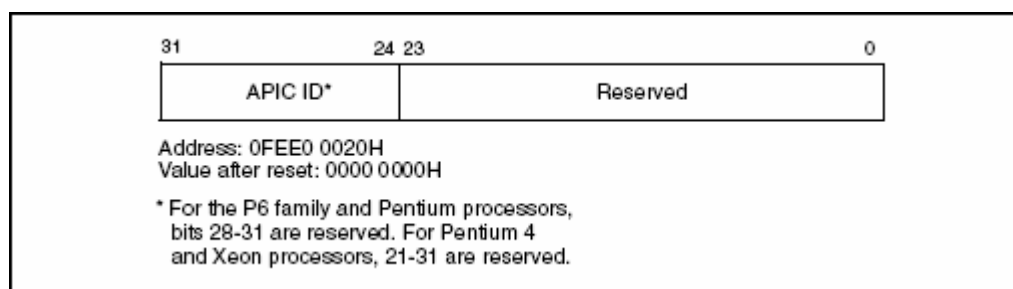 31 24 23 0
APIC ID* Reserved
Address: 0FEE0 0020H
Value after reset: 0000 0000H
* For the P6 family and Pentium processors,
bits 28-31 are reserved. For Pentium 4
and Xeon processors, 21-31 are reserved.